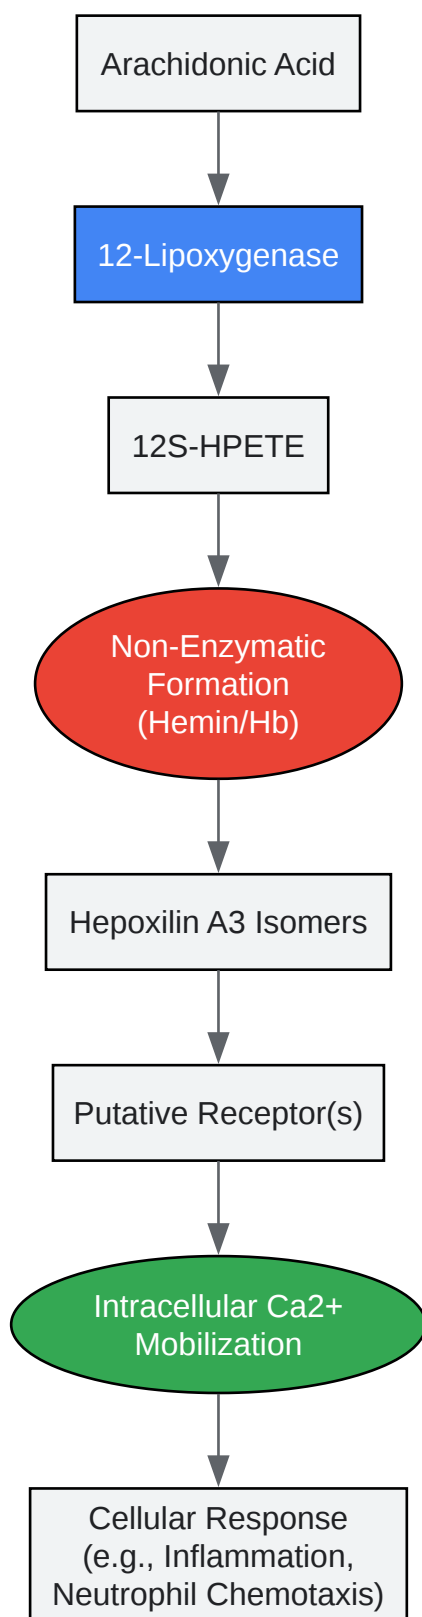 Arachidonic Acid
12-Lipoxygenase
12S-HPETE
Non-Enzymatic
Formation
(Hemin/Hb)
Hepoxilin A3 Isomers
Putative Receptor(s)
Intracellular Ca2+
Mobilization
Cellular Response
(e.g., Inflammation,
Neutrophil Chemotaxis)